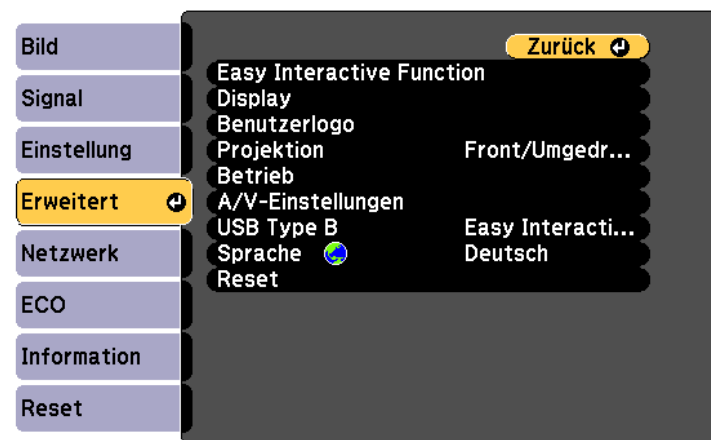 Bild
Signal
Einstellung
Erweitert
Netzwerk
ECO
Information
Reset
Zurück
Easy Interactive Function
Display
Benutzerlogo
Projektion Front/Umgedr...
Betrieb
A/V-Einstellungen
USB Type B Easy Interacti...
Sprache Deutsch
Reset